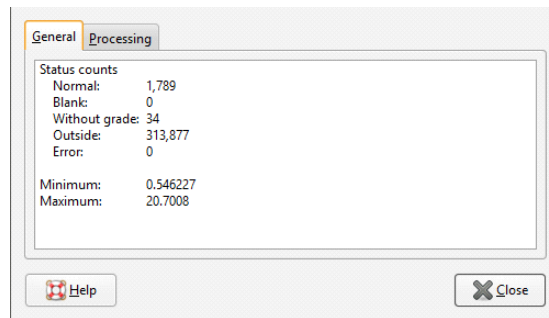 General Processing
Status counts
Normal: 1,789
Blank: 0
Without grade: 34
Outside: 313,877
Error: 0
Minimum: 0.546227
Maximum: 20.7008
Help Close